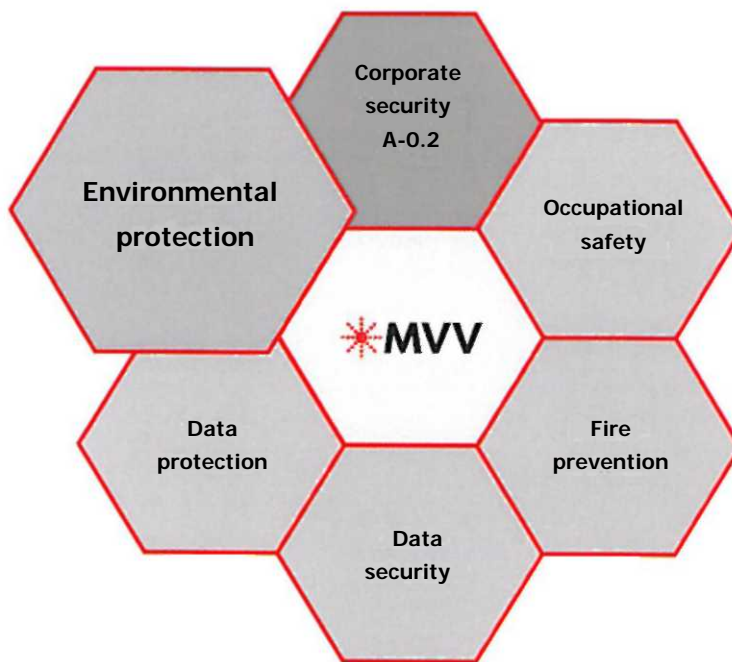 Corporate
security
A-0.2
Environmental
protection
Occupational
safety
MVV
Data
protection
Fire
prevention
Data
security